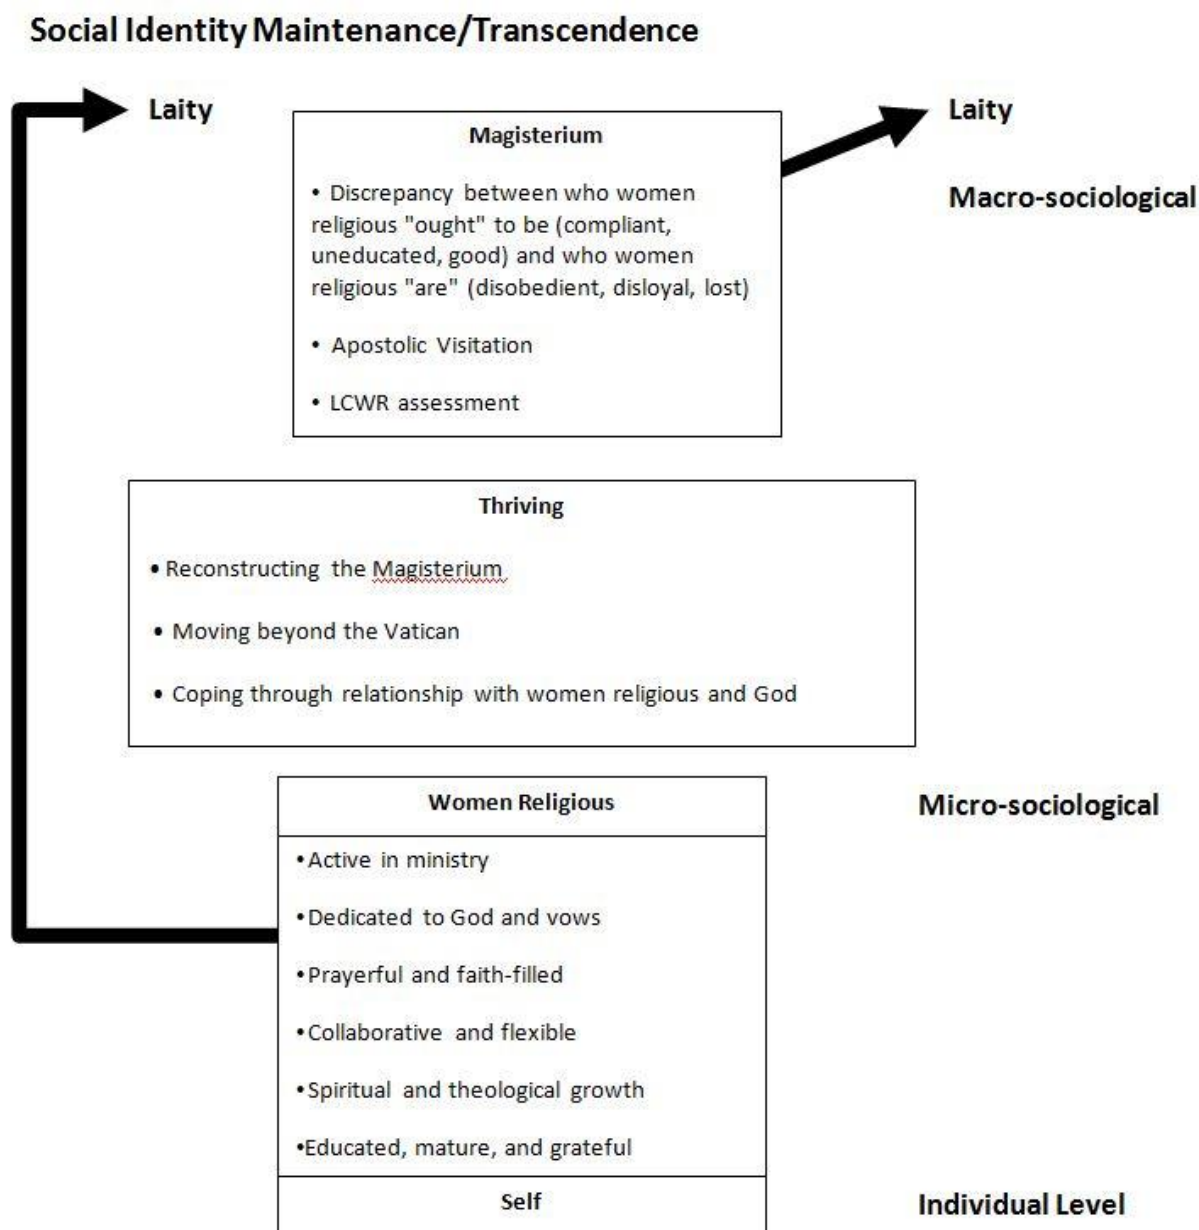 Social Identity Maintenance/Transcendence
Laity
Laity
Magisterium
Macro-sociological
• Discrepancy between who women
religious "ought" to be (compliant,
uneducated, good) and who women
religious "are" (disobedient, disloyal, lost)
• Apostolic Visitation
• LCWR assessment
Thriving
• Reconstructing the Magisterium
• Moving beyond the Vatican
• Coping through relationship with women religious and God
Women Religious
Micro-sociological
•Active in ministry
•Dedicated to God and vows
•Prayerful and faith-filled
•Collaborative and flexible
•Spiritual and theological growth
•Educated, mature, and grateful
Self
Individual Level